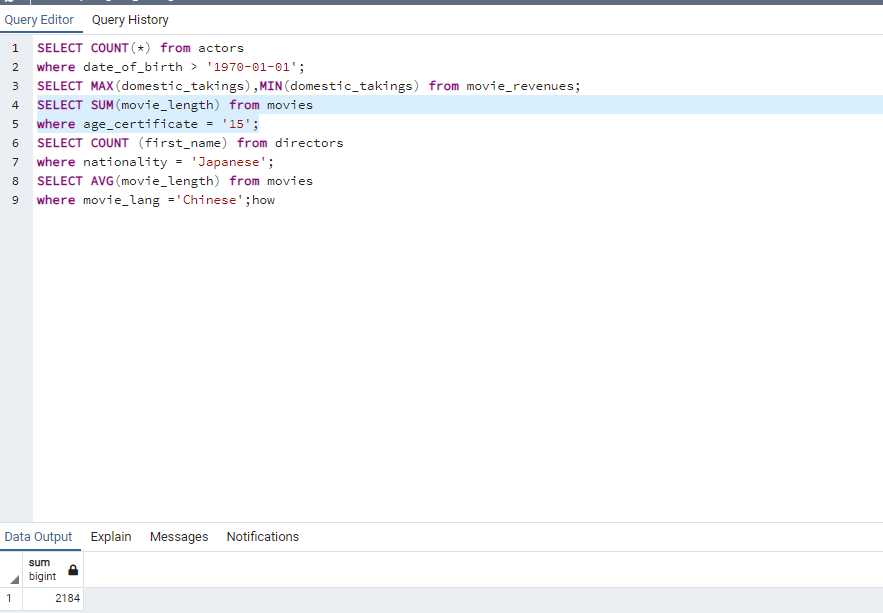 Query Editor Query History
1 SELECT COUNT(*) from actors
2 where date_of_birth > '1970-01-01';
3 SELECT MAX(domestic_takings),MIN(domestic_takings) from movie_revenues;
4 SELECT SUM(movie_length) from movies
5 where age_certificate = '15';
6 SELECT COUNT (first_name) from directors
7 where nationality = 'Japanese';
8 SELECT AVG(movie_length) from movies
9 where movie_lang ='Chinese';how
Data Output Explain Messages Notifications
sum
bigint
1 2184